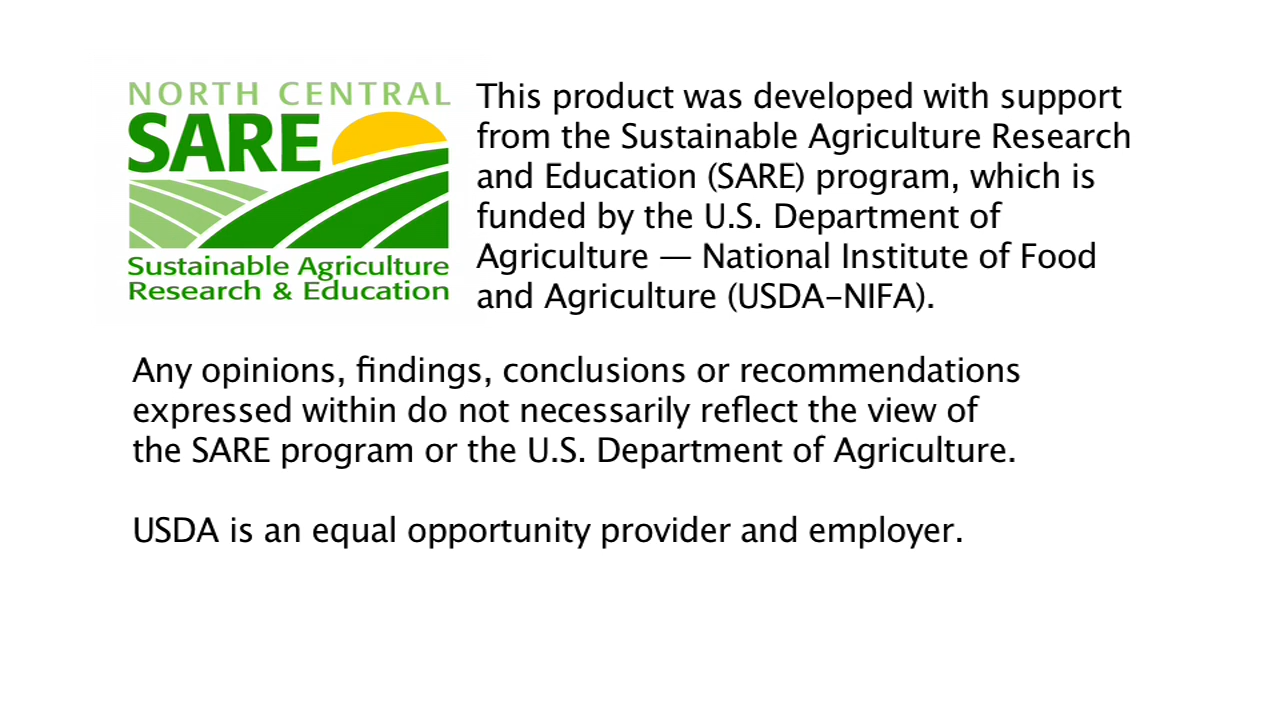 NORTH CENTRAL
SARE
Sustainable Agriculture
Research & Education
This product was developed with support
from the Sustainable Agriculture Research
and Education (SARE) program, which is
funded by the U.S. Department of
Agriculture — National Institute of Food
and Agriculture (USDA–NIFA).
Any opinions, findings, conclusions or recommendations
expressed within do not necessarily reflect the view of
the SARE program or the U.S. Department of Agriculture.
USDA is an equal opportunity provider and employer.